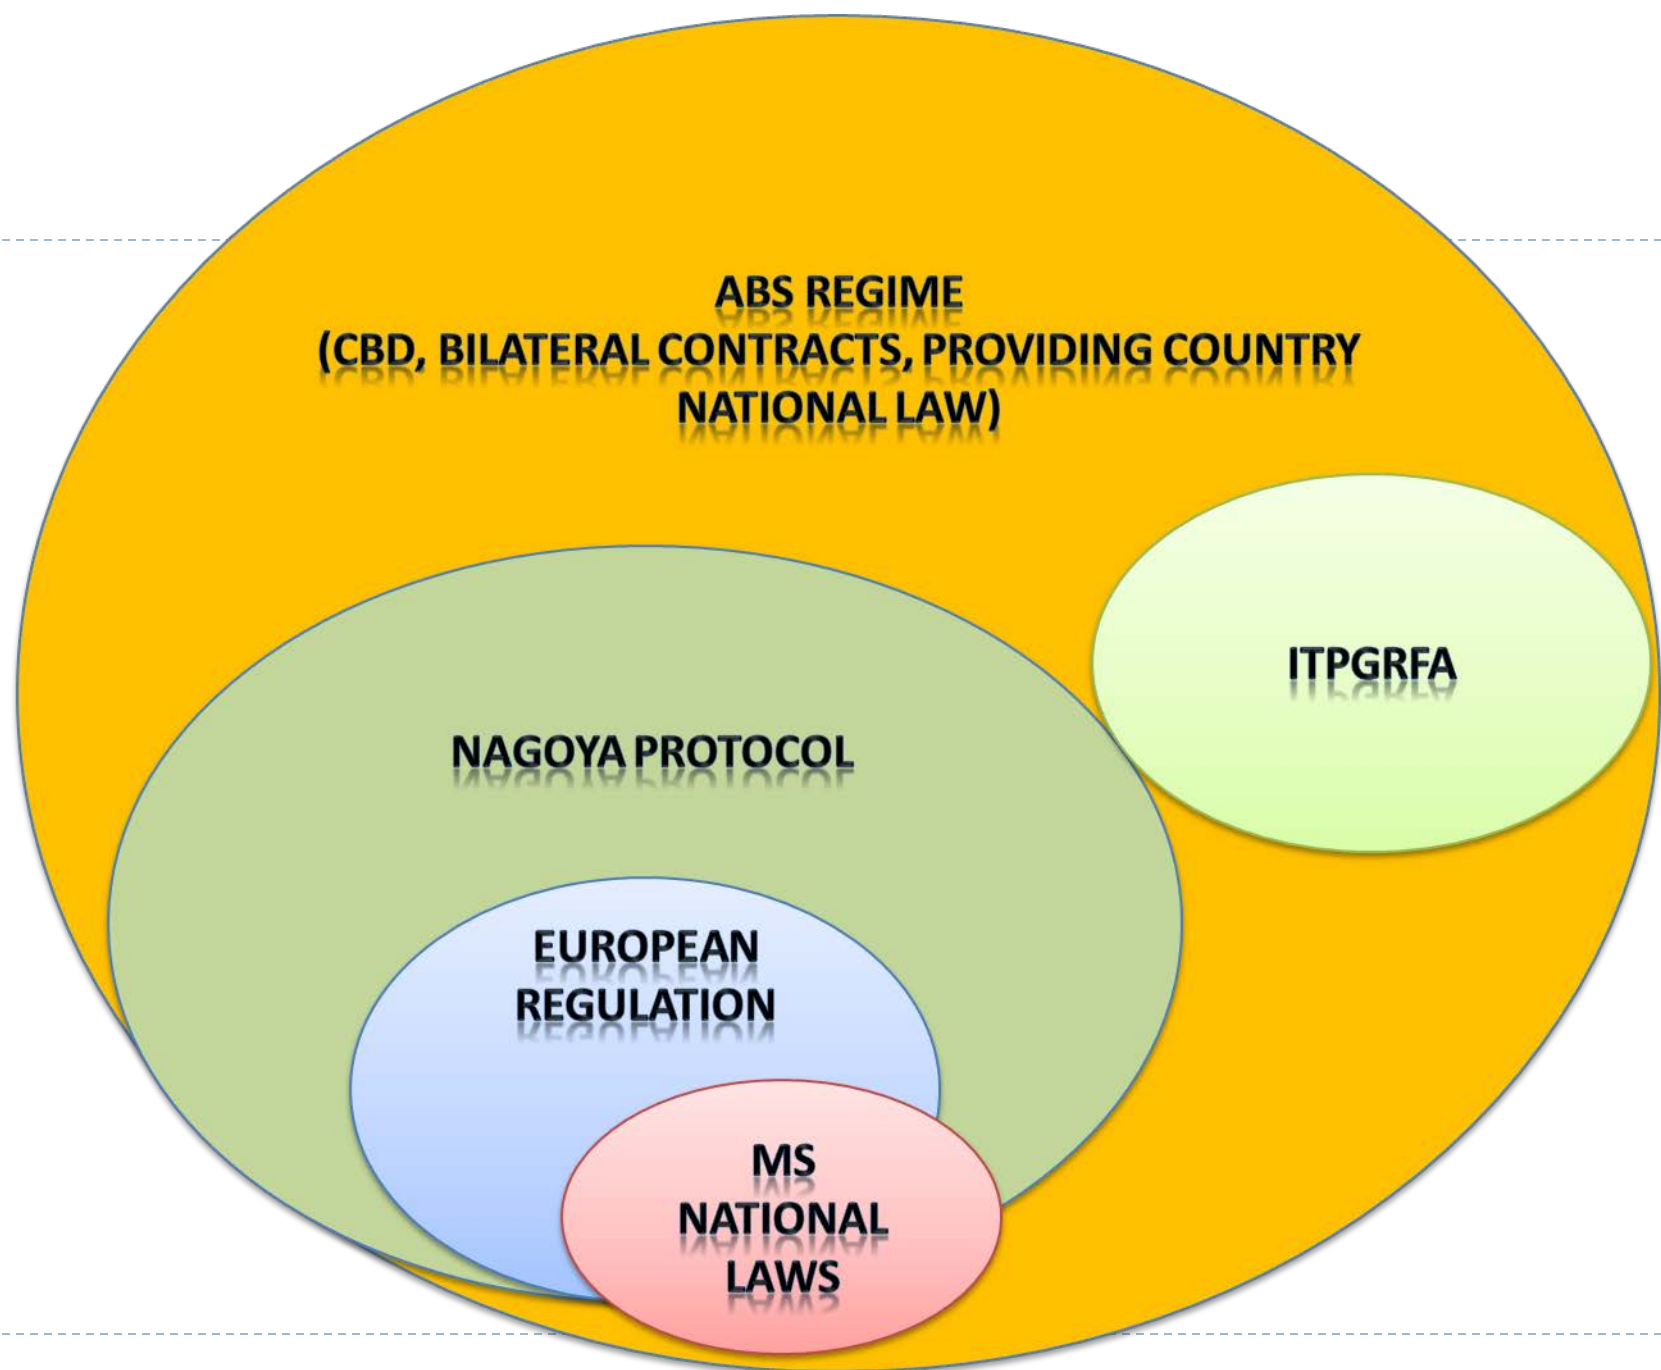 ABS REGIME
(CBD, BILATERAL CONTRACTS, PROVIDING COUNTRY
NATIONAL LAW)
ITPGRFA
NAGOYA PROTOCOL
EUROPEAN
REGULATION
MS
NATIONAL
LAWS